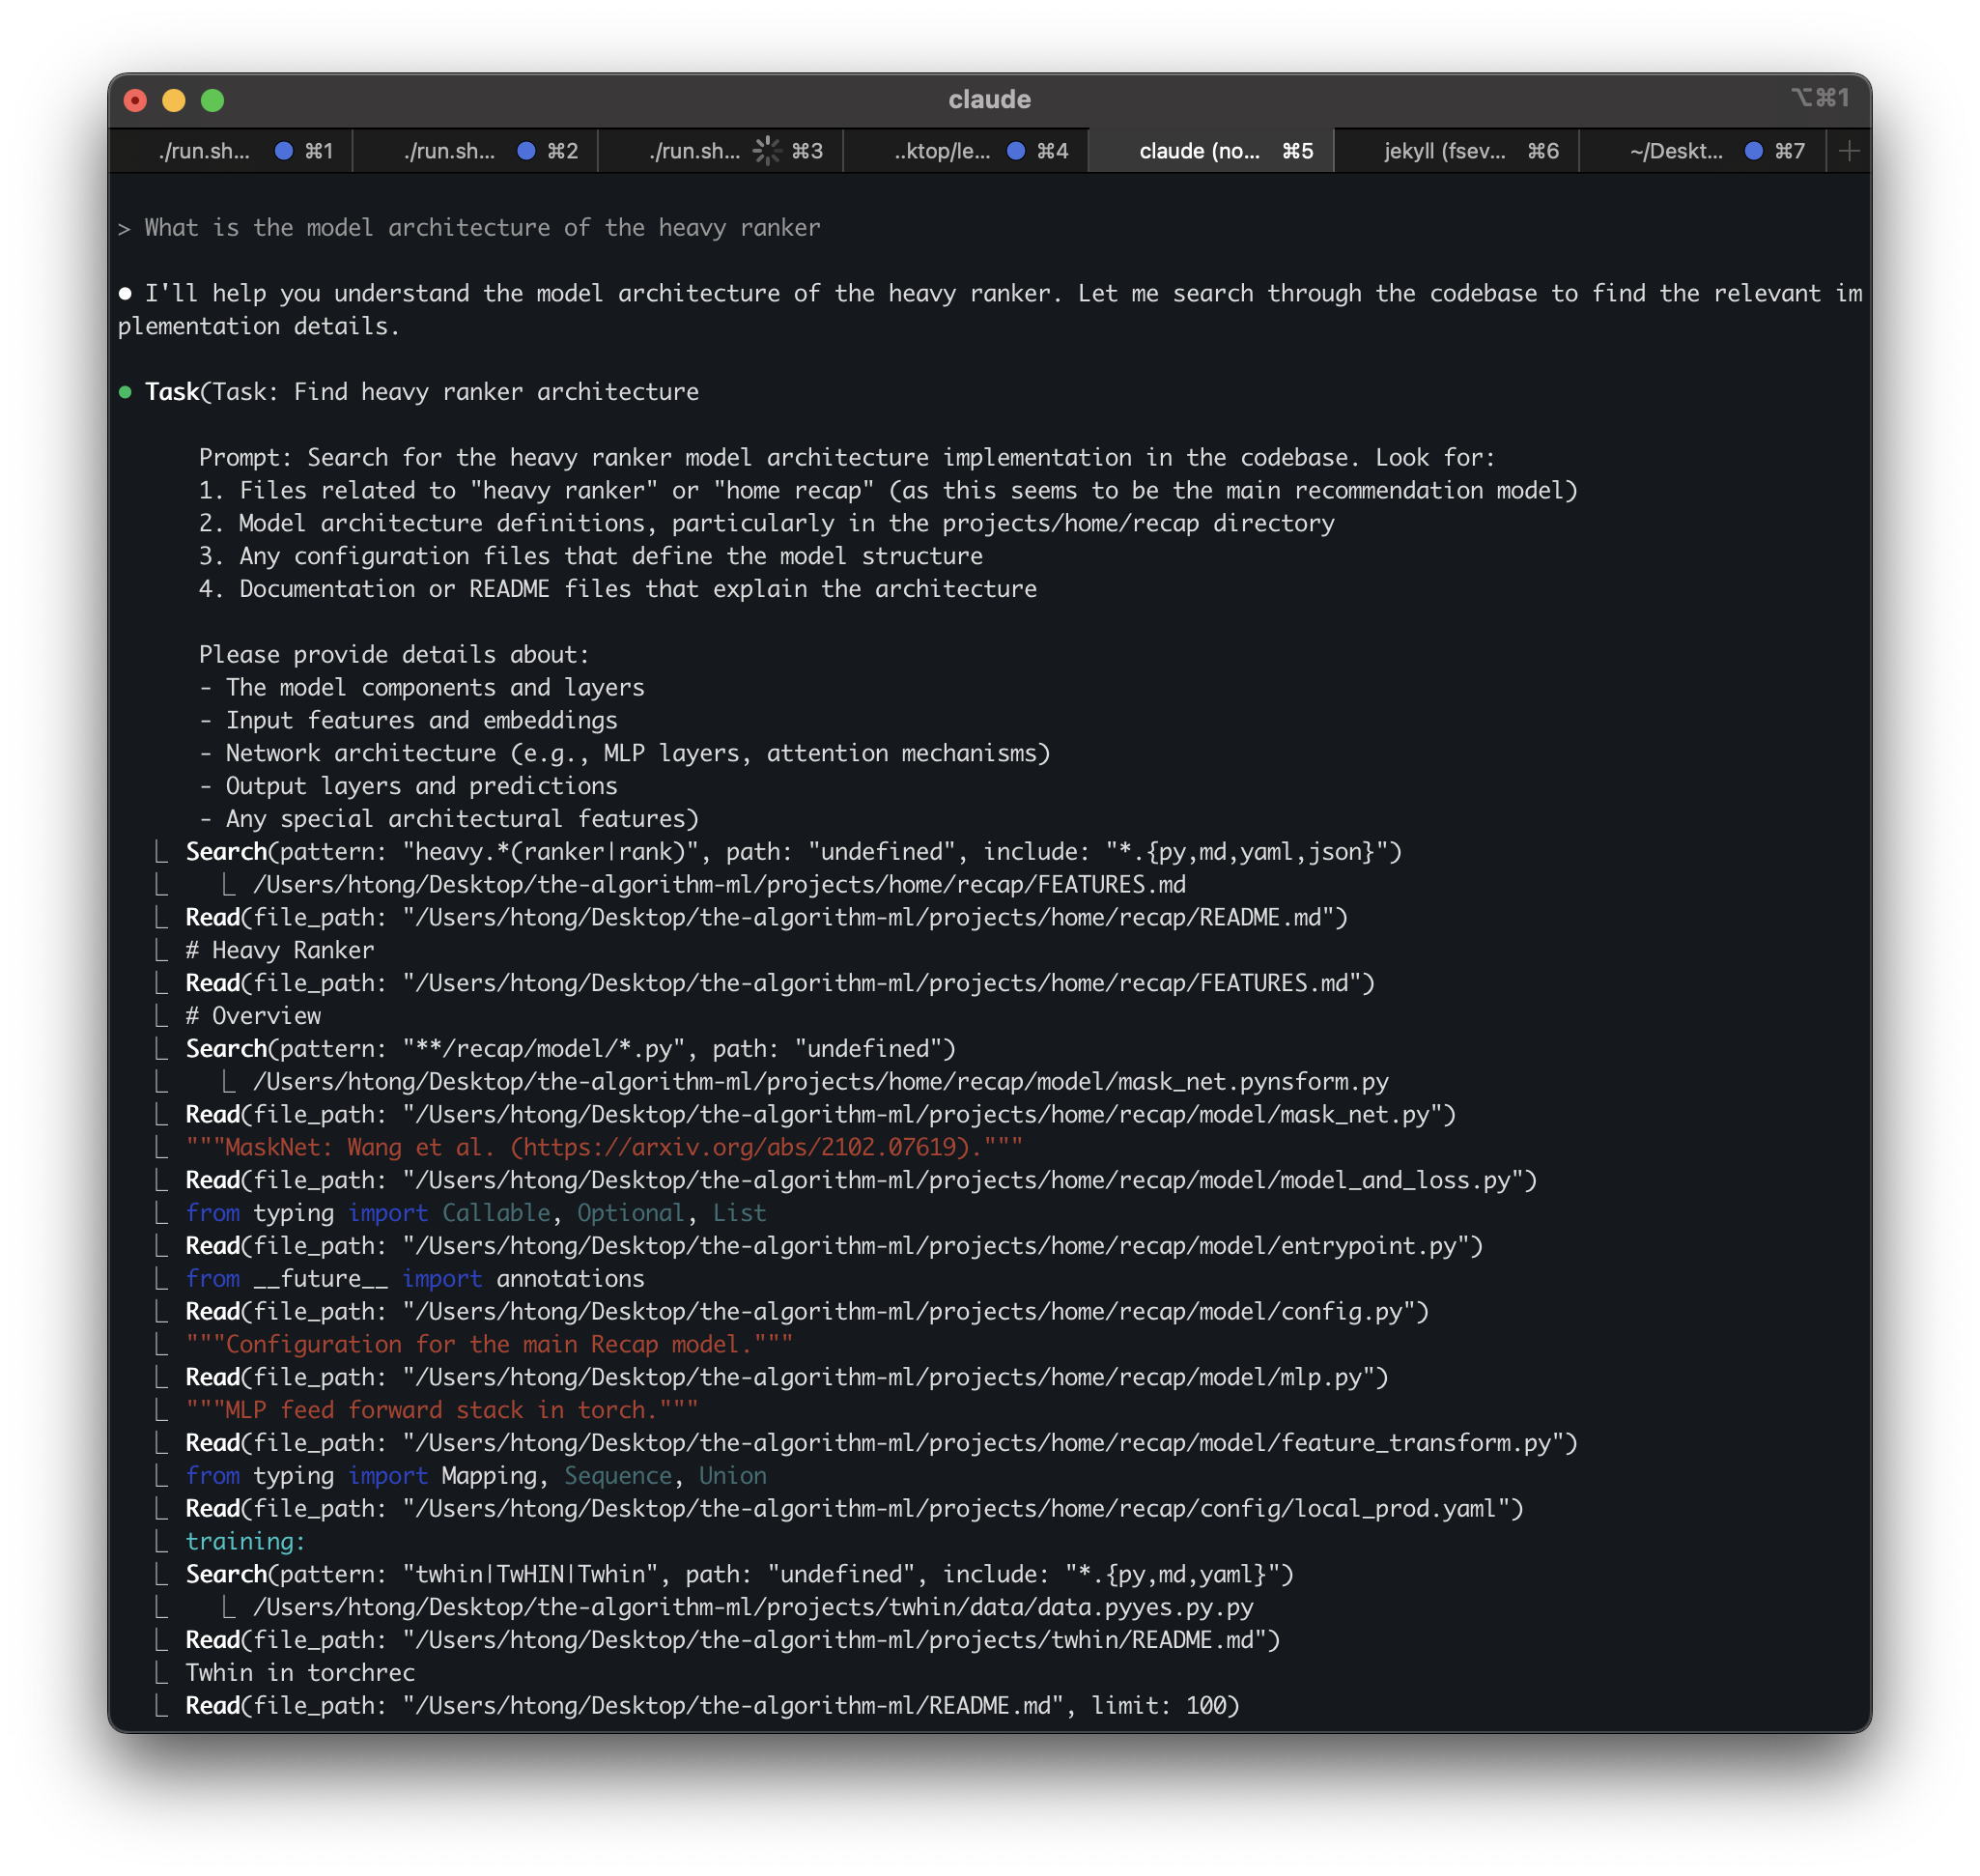 claude
⌥⌘1
./run.sh... ⌘1
./run.sh... ⌘2
./run.sh... ⌘3
..ktop/le... ⌘4
claude (no... ⌘5
jekyll (fsev... ⌘6
~/Deskt... ⌘7
> What is the model architecture of the heavy ranker
● I'll help you understand the model architecture of the heavy ranker. Let me search through the codebase to find the relevant im
plementation details.
● Task(Task: Find heavy ranker architecture
Prompt: Search for the heavy ranker model architecture implementation in the codebase. Look for:
1. Files related to "heavy ranker" or "home recap" (as this seems to be the main recommendation model)
2. Model architecture definitions, particularly in the projects/home/recap directory
3. Any configuration files that define the model structure
4. Documentation or README files that explain the architecture
Please provide details about:
- The model components and layers
- Input features and embeddings
- Network architecture (e.g., MLP layers, attention mechanisms)
- Output layers and predictions
- Any special architectural features)
⎿ Search(pattern: "heavy.*(ranker|rank)", path: "undefined", include: "*.{py,md,yaml,json}")
⎿ ⎿ /Users/htong/Desktop/the-algorithm-ml/projects/home/recap/FEATURES.md
⎿ Read(file_path: "/Users/htong/Desktop/the-algorithm-ml/projects/home/recap/README.md")
⎿ # Heavy Ranker
⎿ Read(file_path: "/Users/htong/Desktop/the-algorithm-ml/projects/home/recap/FEATURES.md")
⎿ # Overview
⎿ Search(pattern: "**/recap/model/*.py", path: "undefined")
⎿ ⎿ /Users/htong/Desktop/the-algorithm-ml/projects/home/recap/model/mask_net.pynsform.py
⎿ Read(file_path: "/Users/htong/Desktop/the-algorithm-ml/projects/home/recap/model/mask_net.py")
⎿ """MaskNet: Wang et al. (https://arxiv.org/abs/2102.07619)."""
⎿ Read(file_path: "/Users/htong/Desktop/the-algorithm-ml/projects/home/recap/model/model_and_loss.py")
⎿ from typing import Callable, Optional, List
⎿ Read(file_path: "/Users/htong/Desktop/the-algorithm-ml/projects/home/recap/model/entrypoint.py")
⎿ from __future__ import annotations
⎿ Read(file_path: "/Users/htong/Desktop/the-algorithm-ml/projects/home/recap/model/config.py")
⎿ """Configuration for the main Recap model."""
⎿ Read(file_path: "/Users/htong/Desktop/the-algorithm-ml/projects/home/recap/model/mlp.py")
⎿ """MLP feed forward stack in torch."""
⎿ Read(file_path: "/Users/htong/Desktop/the-algorithm-ml/projects/home/recap/model/feature_transform.py")
⎿ from typing import Mapping, Sequence, Union
⎿ Read(file_path: "/Users/htong/Desktop/the-algorithm-ml/projects/home/recap/config/local_prod.yaml")
⎿ training:
⎿ Search(pattern: "twhin|TwHIN|Twhin", path: "undefined", include: "*.{py,md,yaml}")
⎿ ⎿ /Users/htong/Desktop/the-algorithm-ml/projects/twhin/data/data.pyyes.py.py
⎿ Read(file_path: "/Users/htong/Desktop/the-algorithm-ml/projects/twhin/README.md")
⎿ Twhin in torchrec
⎿ Read(file_path: "/Users/htong/Desktop/the-algorithm-ml/README.md", limit: 100)